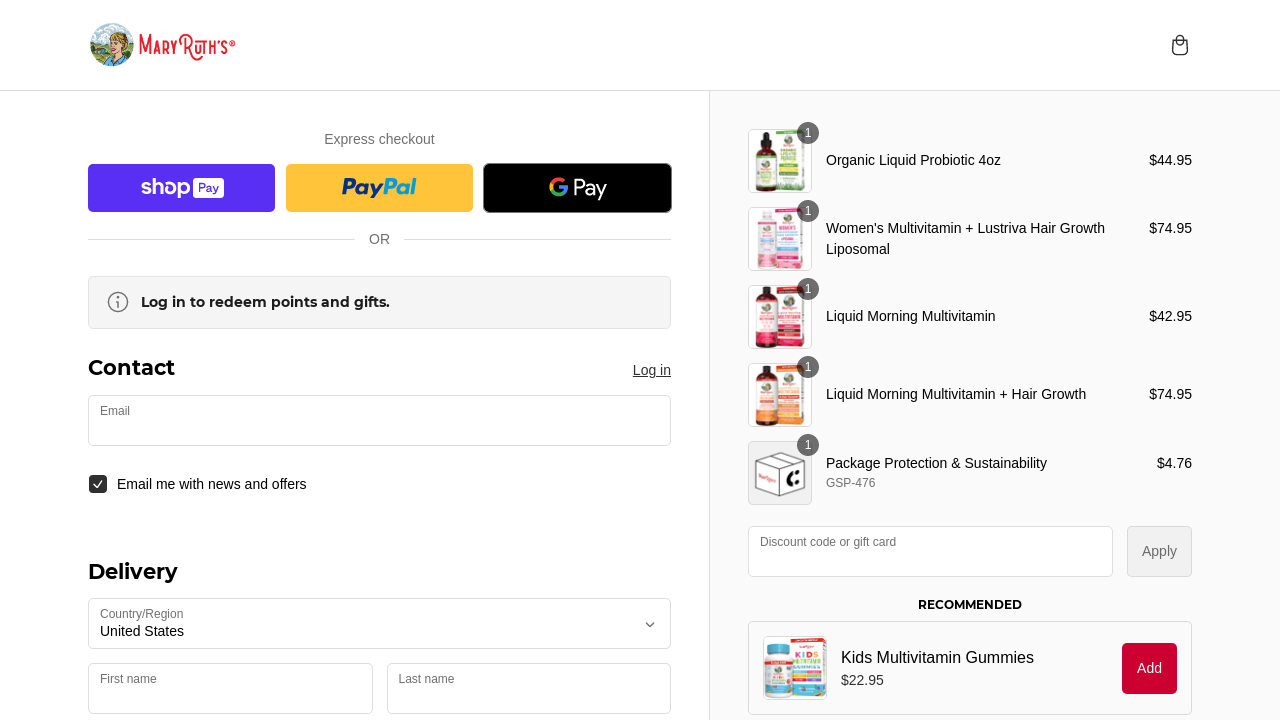 MARY RUTH'S®
Express checkout
shop Pay
PayPal
G Pay
OR
Log in to redeem points and gifts.
Contact
Log in
Email
Email me with news and offers
Delivery
Country/Region
United States
First name
Last name
1
Organic Liquid Probiotic 4oz
$44.95
1
Women's Multivitamin + Lustriva Hair Growth
Liposomal
$74.95
1
Liquid Morning Multivitamin
$42.95
1
Liquid Morning Multivitamin + Hair Growth
$74.95
1
Package Protection & Sustainability
GSP-476
$4.76
Discount code or gift card
Apply
RECOMMENDED
KIDS
Kids Multivitamin Gummies
$22.95
Add